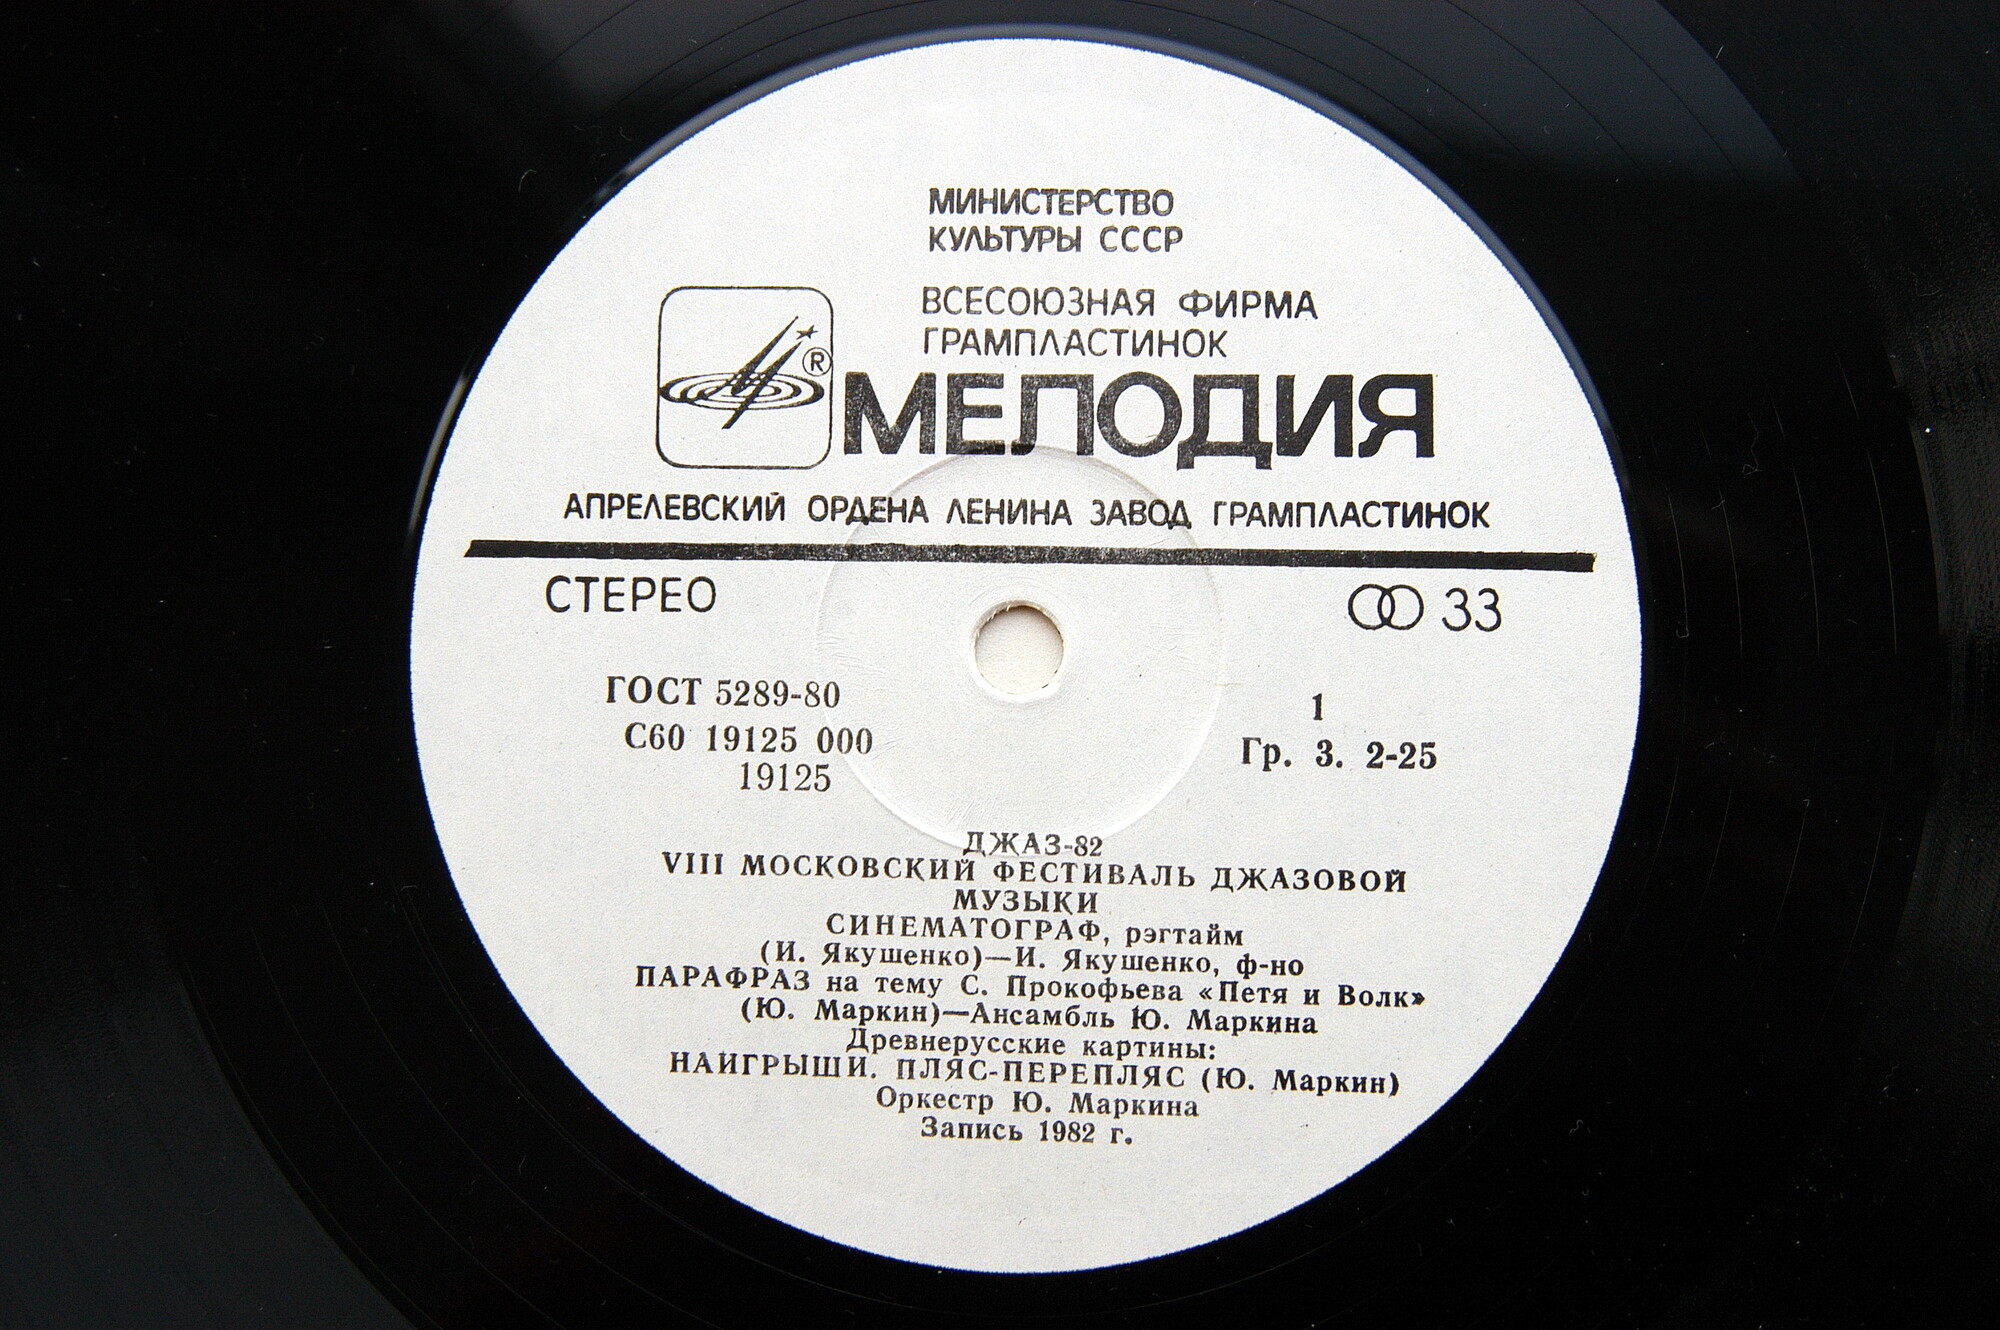 МИНИСТЕРСТВО
КУЛЬТУРЫ СССР
ВСЕСОЮЗНАЯ ФИРМА
ГРАМПЛАСТИНОК
®
МЕЛОДИЯ
АПРЕЛЕВСКИЙ ОРДЕНА ЛЕНИНА ЗАВОД ГРАМПЛАСТИНОК
СТЕРЕО
33
ГОСТ 5289-80
С60 19125 000
19125
1
Гр. 3. 2-25
ДЖАЗ-82
VIII МОСКОВСКИЙ ФЕСТИВАЛЬ ДЖАЗОВОЙ
МУЗЫКИ
СИНЕМАТОГРАФ, рэгтайм
(И. Якушенко)—И. Якушенко, ф-но
ПАРАФРАЗ на тему С. Прокофьева «Петя и Волк»
(Ю. Маркин)—Ансамбль Ю. Маркина
Древнерусские картины:
НАИГРЫШИ. ПЛЯС-ПЕРЕПЛЯС (Ю. Маркин)
Оркестр Ю. Маркина
Запись 1982 г.